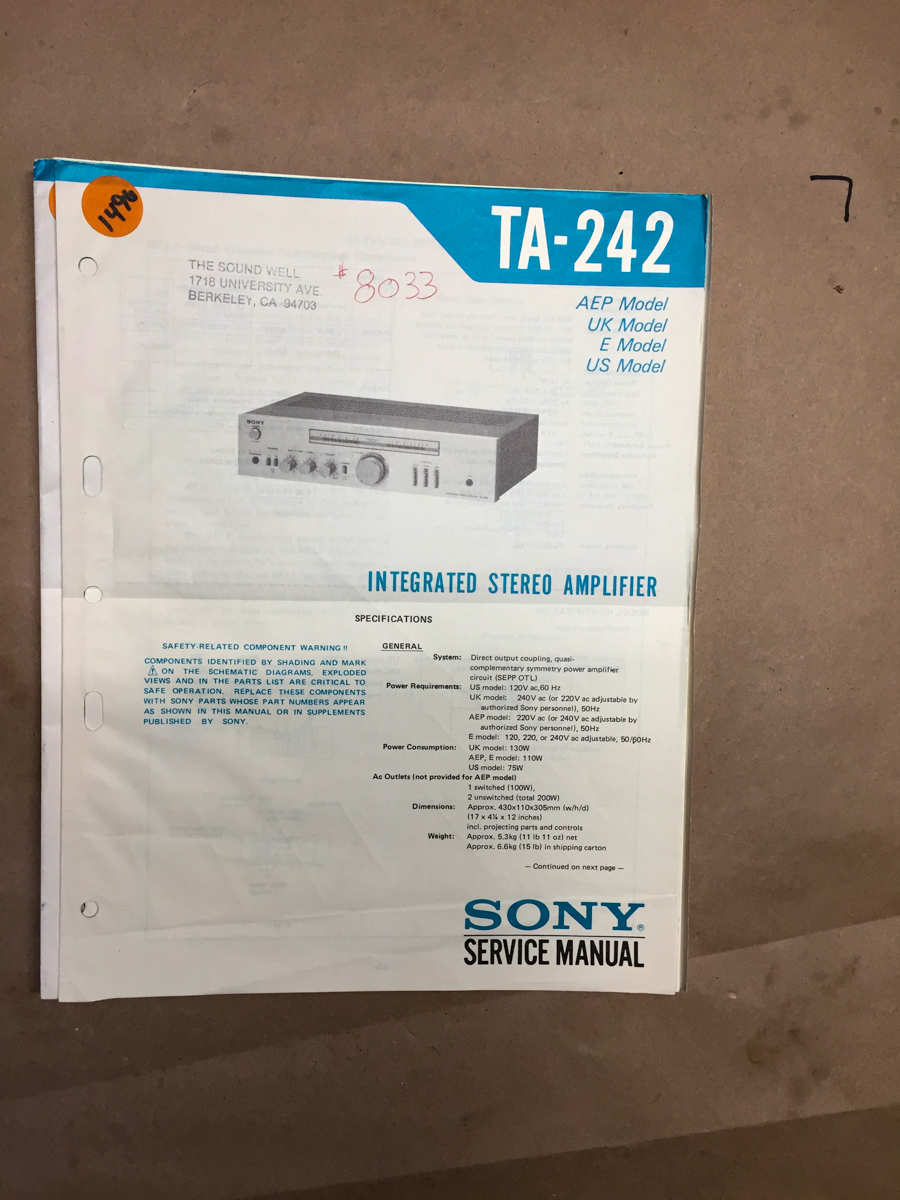 1496
TA-242
THE SOUND WELL
1718 UNIVERSITY AVE
BERKELEY, CA 94703
# 8033
AEP Model
UK Model
E Model
US Model
SONY
INTEGRATED STEREO AMPLIFIER
SPECIFICATIONS
SAFETY-RELATED COMPONENT WARNING !!
COMPONENTS IDENTIFIED BY SHADING AND MARK
⚠ ON THE SCHEMATIC DIAGRAMS, EXPLODED
VIEWS AND IN THE PARTS LIST ARE CRITICAL TO
SAFE OPERATION. REPLACE THESE COMPONENTS
WITH SONY PARTS WHOSE PART NUMBERS APPEAR
AS SHOWN IN THIS MANUAL OR IN SUPPLEMENTS
PUBLISHED BY SONY.
GENERAL
System: Direct output coupling, quasi-
complementary symmetry power amplifier
circuit (SEPP OTL)
Power Requirements: US model: 120V ac, 60 Hz
UK model: 240V ac (or 220V ac adjustable by
authorized Sony personnel), 50Hz
AEP model: 220V ac (or 240V ac adjustable by
authorized Sony personnel), 50Hz
E model: 120, 220, or 240V ac adjustable, 50/60Hz
Power Consumption: UK model: 130W
AEP, E model: 110W
US model: 75W
Ac Outlets (not provided for AEP model)
1 switched (100W),
2 unswitched (total 200W)
Dimensions: Approx. 430x110x305mm (w/h/d)
(17 x 4¼ x 12 inches)
incl. projecting parts and controls
Weight: Approx. 5.3kg (11 lb 11 oz) net
Approx. 6.6kg (15 lb) in shipping carton
— Continued on next page —
SONY®
SERVICE MANUAL